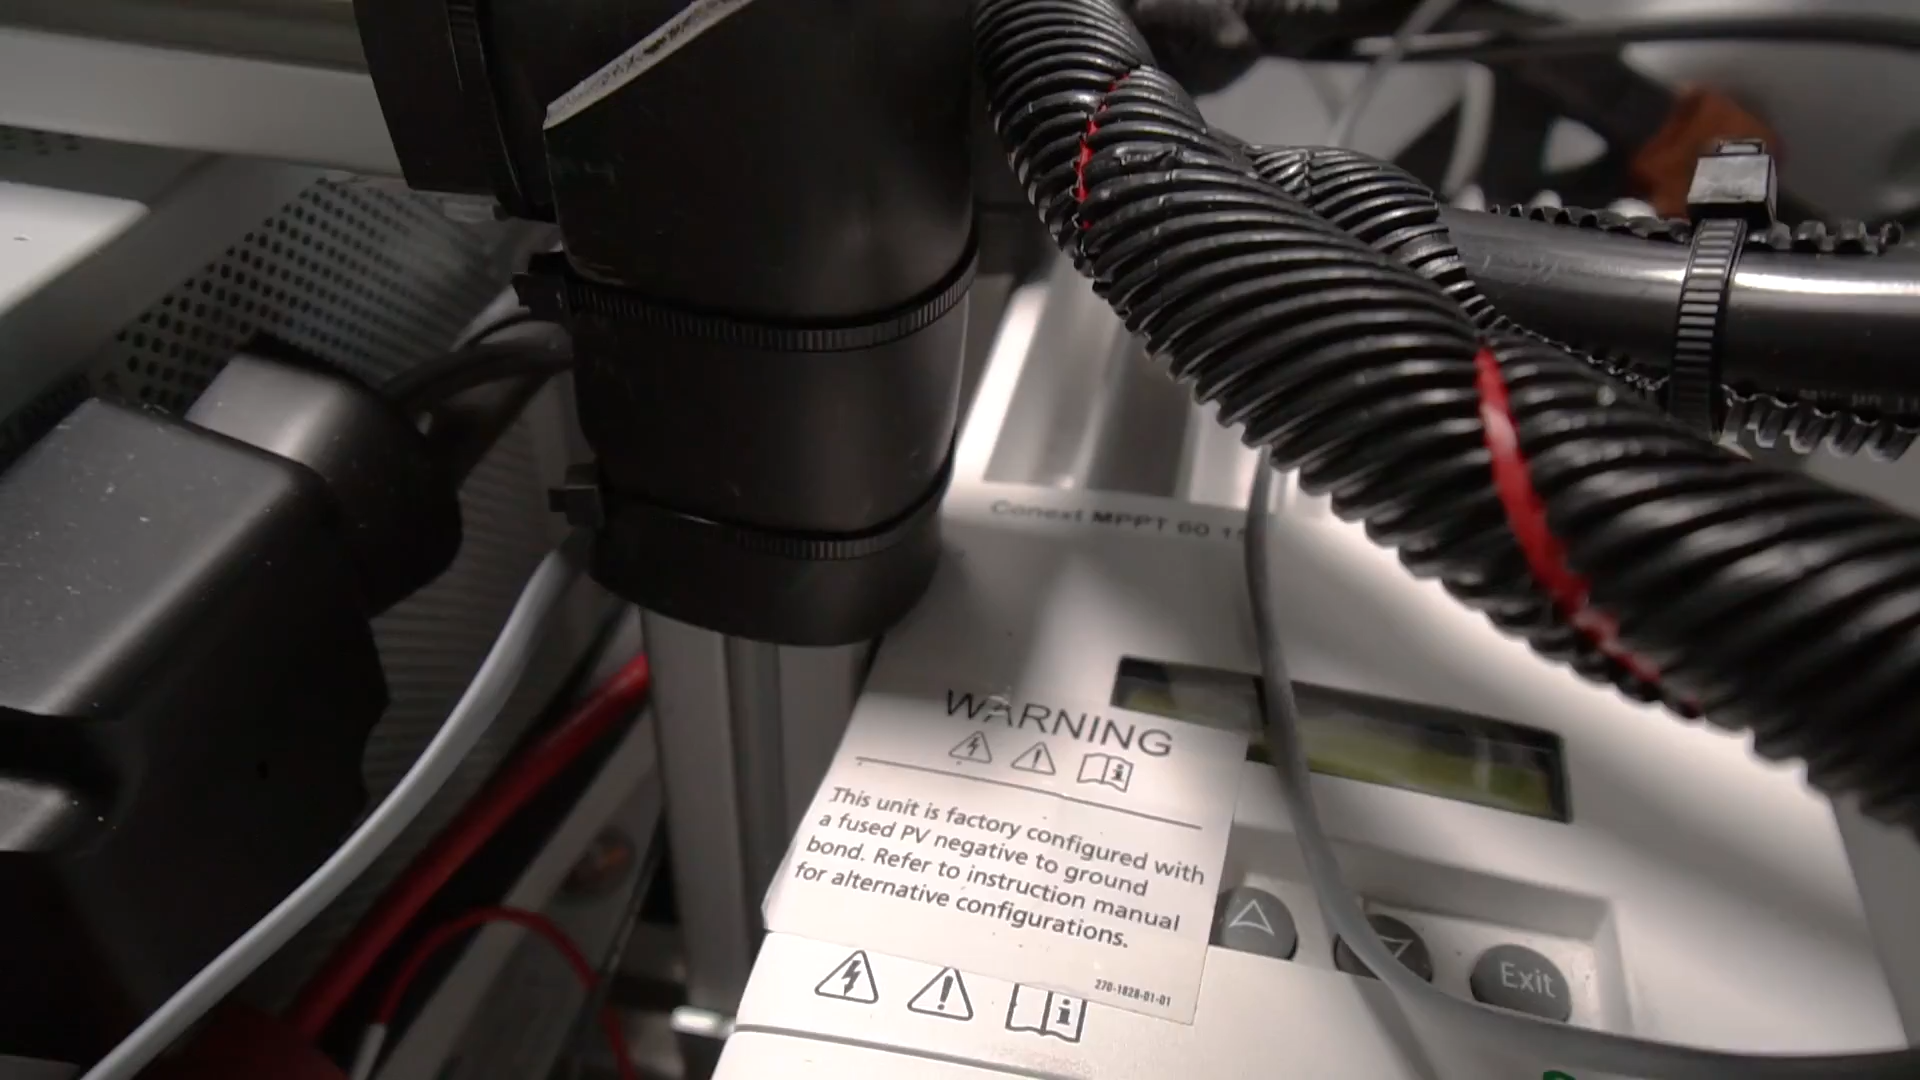 Conext MPPT 60
WARNING
This unit is factory configured with
a fused PV negative to ground
bond. Refer to instruction manual
for alternative configurations.
270-1828-01-01
Exit